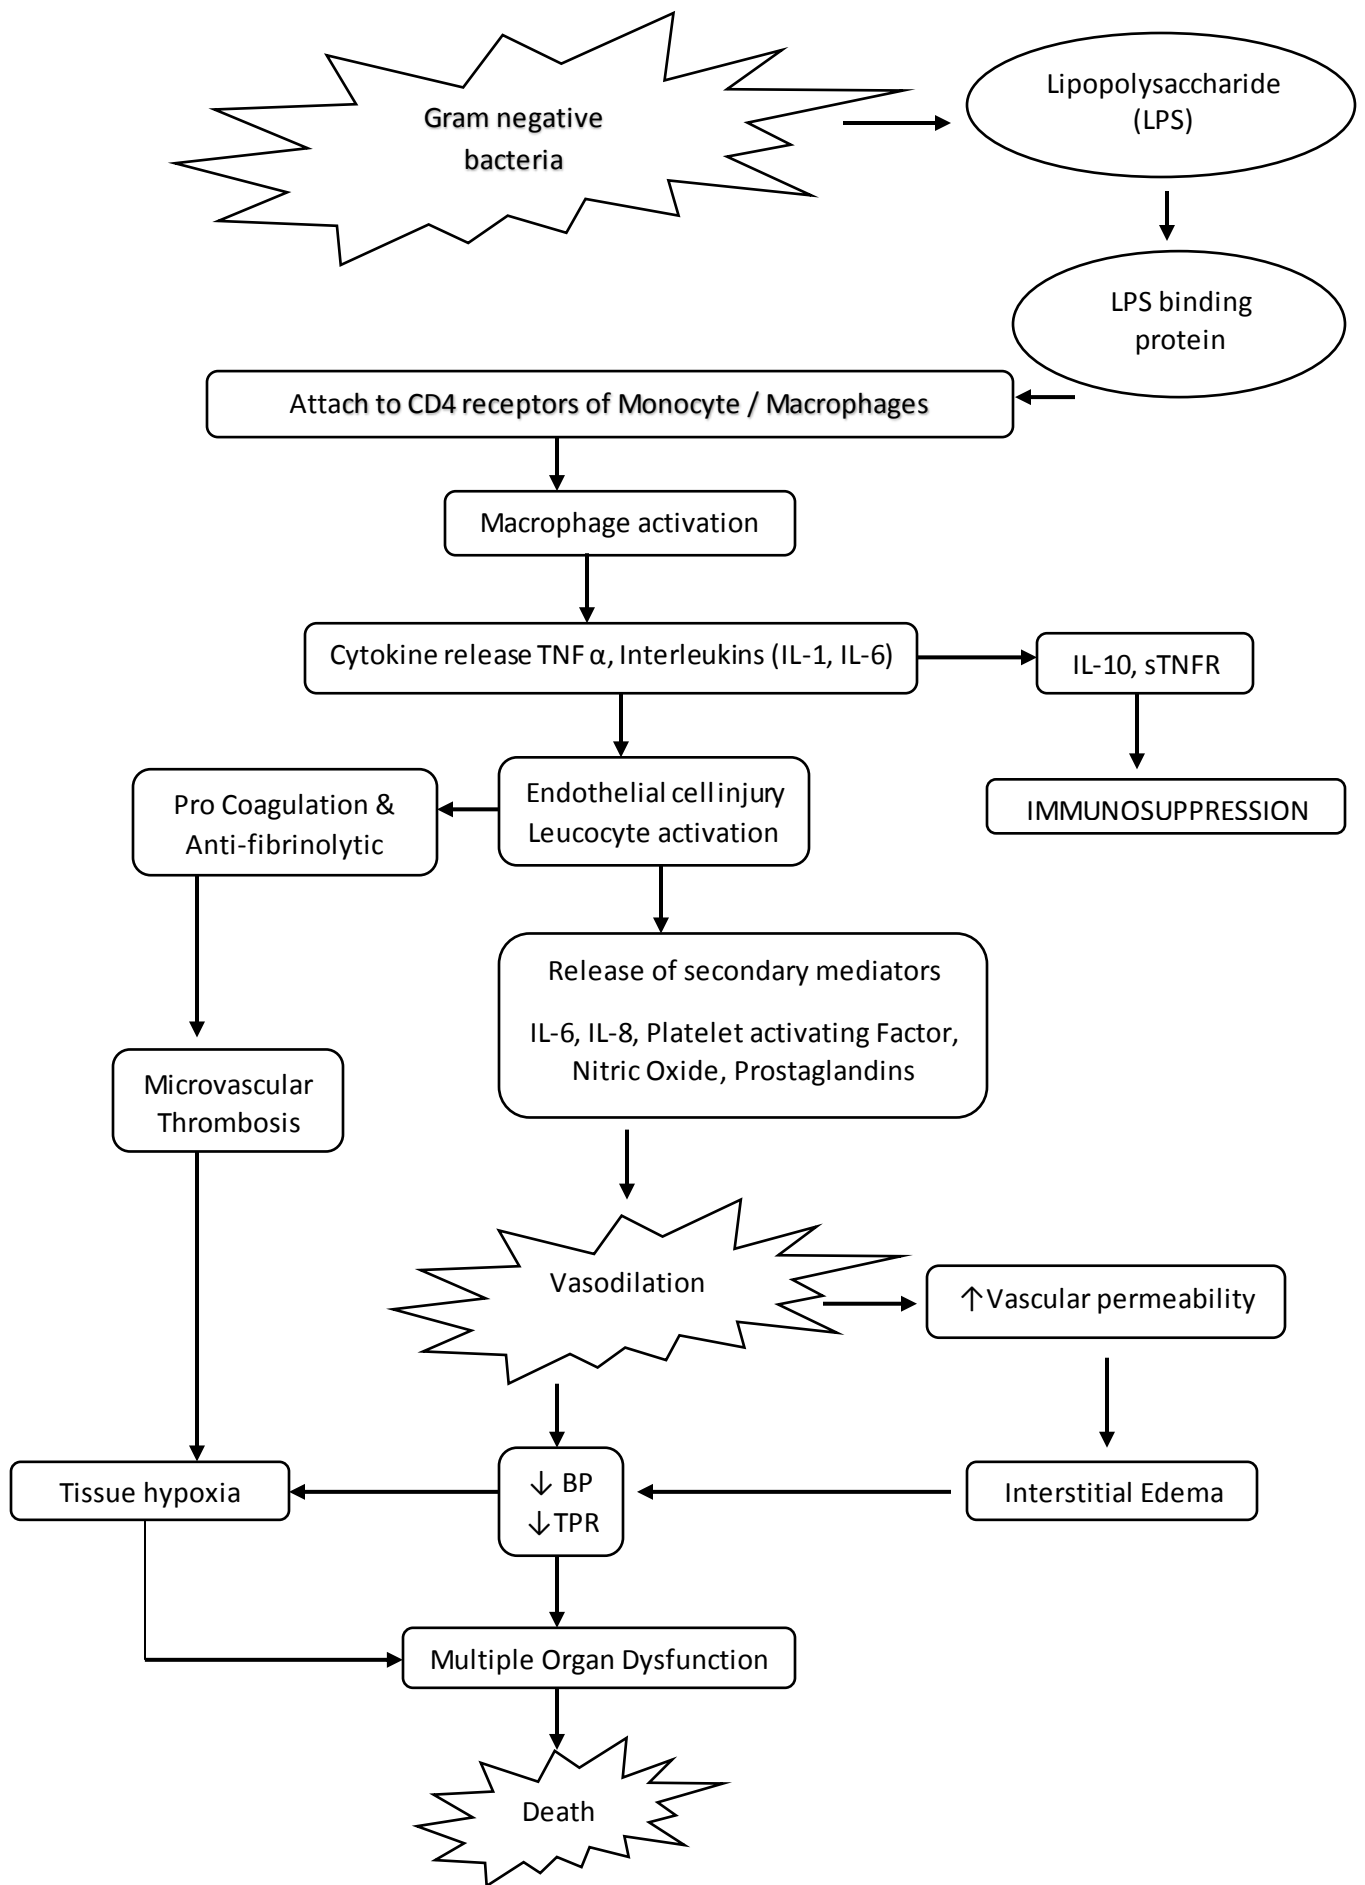 Gram negative
bacteria
Lipopolysaccharide
(LPS)
LPS binding
protein
Attach to CD4 receptors of Monocyte / Macrophages
Macrophage activation
Cytokine release TNF α, Interleukins (IL-1, IL-6)
IL-10, sTNFR
IMMUNOSUPPRESSION
Endothelial cell injury
Leucocyte activation
Pro Coagulation &
Anti-fibrinolytic
Release of secondary mediators
IL-6, IL-8, Platelet activating Factor,
Nitric Oxide, Prostaglandins
Microvascular
Thrombosis
Vasodilation
↑Vascular permeability
Tissue hypoxia
↓ BP
↓TPR
Interstitial Edema
Multiple Organ Dysfunction
Death